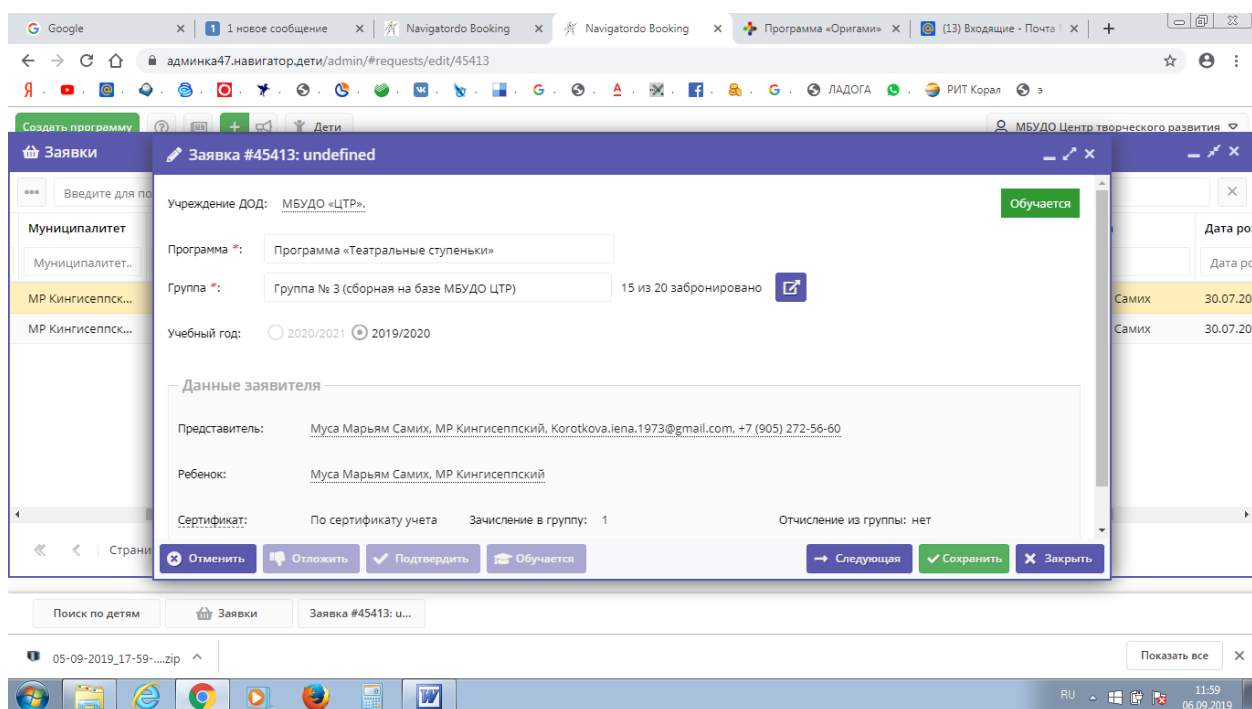 Google
1 новое сообщение
Navigatordo Booking
Navigatordo Booking
Программа «Оригами»
(13) Входящие - Почта
админка47.навигатор.дети/admin/#requests/edit/45413
ЛАДОГА
РИТ Корал
э
Создать программу
Дети
МБУДО Центр творческого развития
Заявки
Заявка #45413: undefined
Введите для по
Учреждение ДОД: МБУДО «ЦТР».
Обучается
Муниципалитет
Дата ро
Программа *: Программа «Театральные ступеньки»
Муниципалитет..
Дата ро
Группа *: Группа № 3 (сборная на базе МБУДО ЦТР) 15 из 20 забронировано
МР Кингисеппск...
Самих 30.07.20
МР Кингисеппск...
Самих 30.07.20
Учебный год: 2020/2021 2019/2020
Данные заявителя
Представитель: Муса Марьям Самих, МР Кингисеппский, Korotkova.iena.1973@gmail.com, +7 (905) 272-56-60
Ребенок: Муса Марьям Самих, МР Кингисеппский
Сертификат: По сертификату учета Зачисление в группу: 1 Отчисление из группы: нет
Страни
Отменить Отложить Подтвердить Обучается Следующая Сохранить Закрыть
Поиск по детям Заявки Заявка #45413: u...
05-09-2019_17-59-....zip
Показать все
RU
11:59
06.09.2019